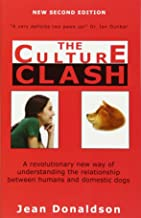 NEW SECOND EDITION
"A very definite two paws up!" Dr. Ian Dunbar
THE
CULTURE
CLASH
A revolutionary new way of
understanding the relationship
between humans and domestic dogs
Jean Donaldson